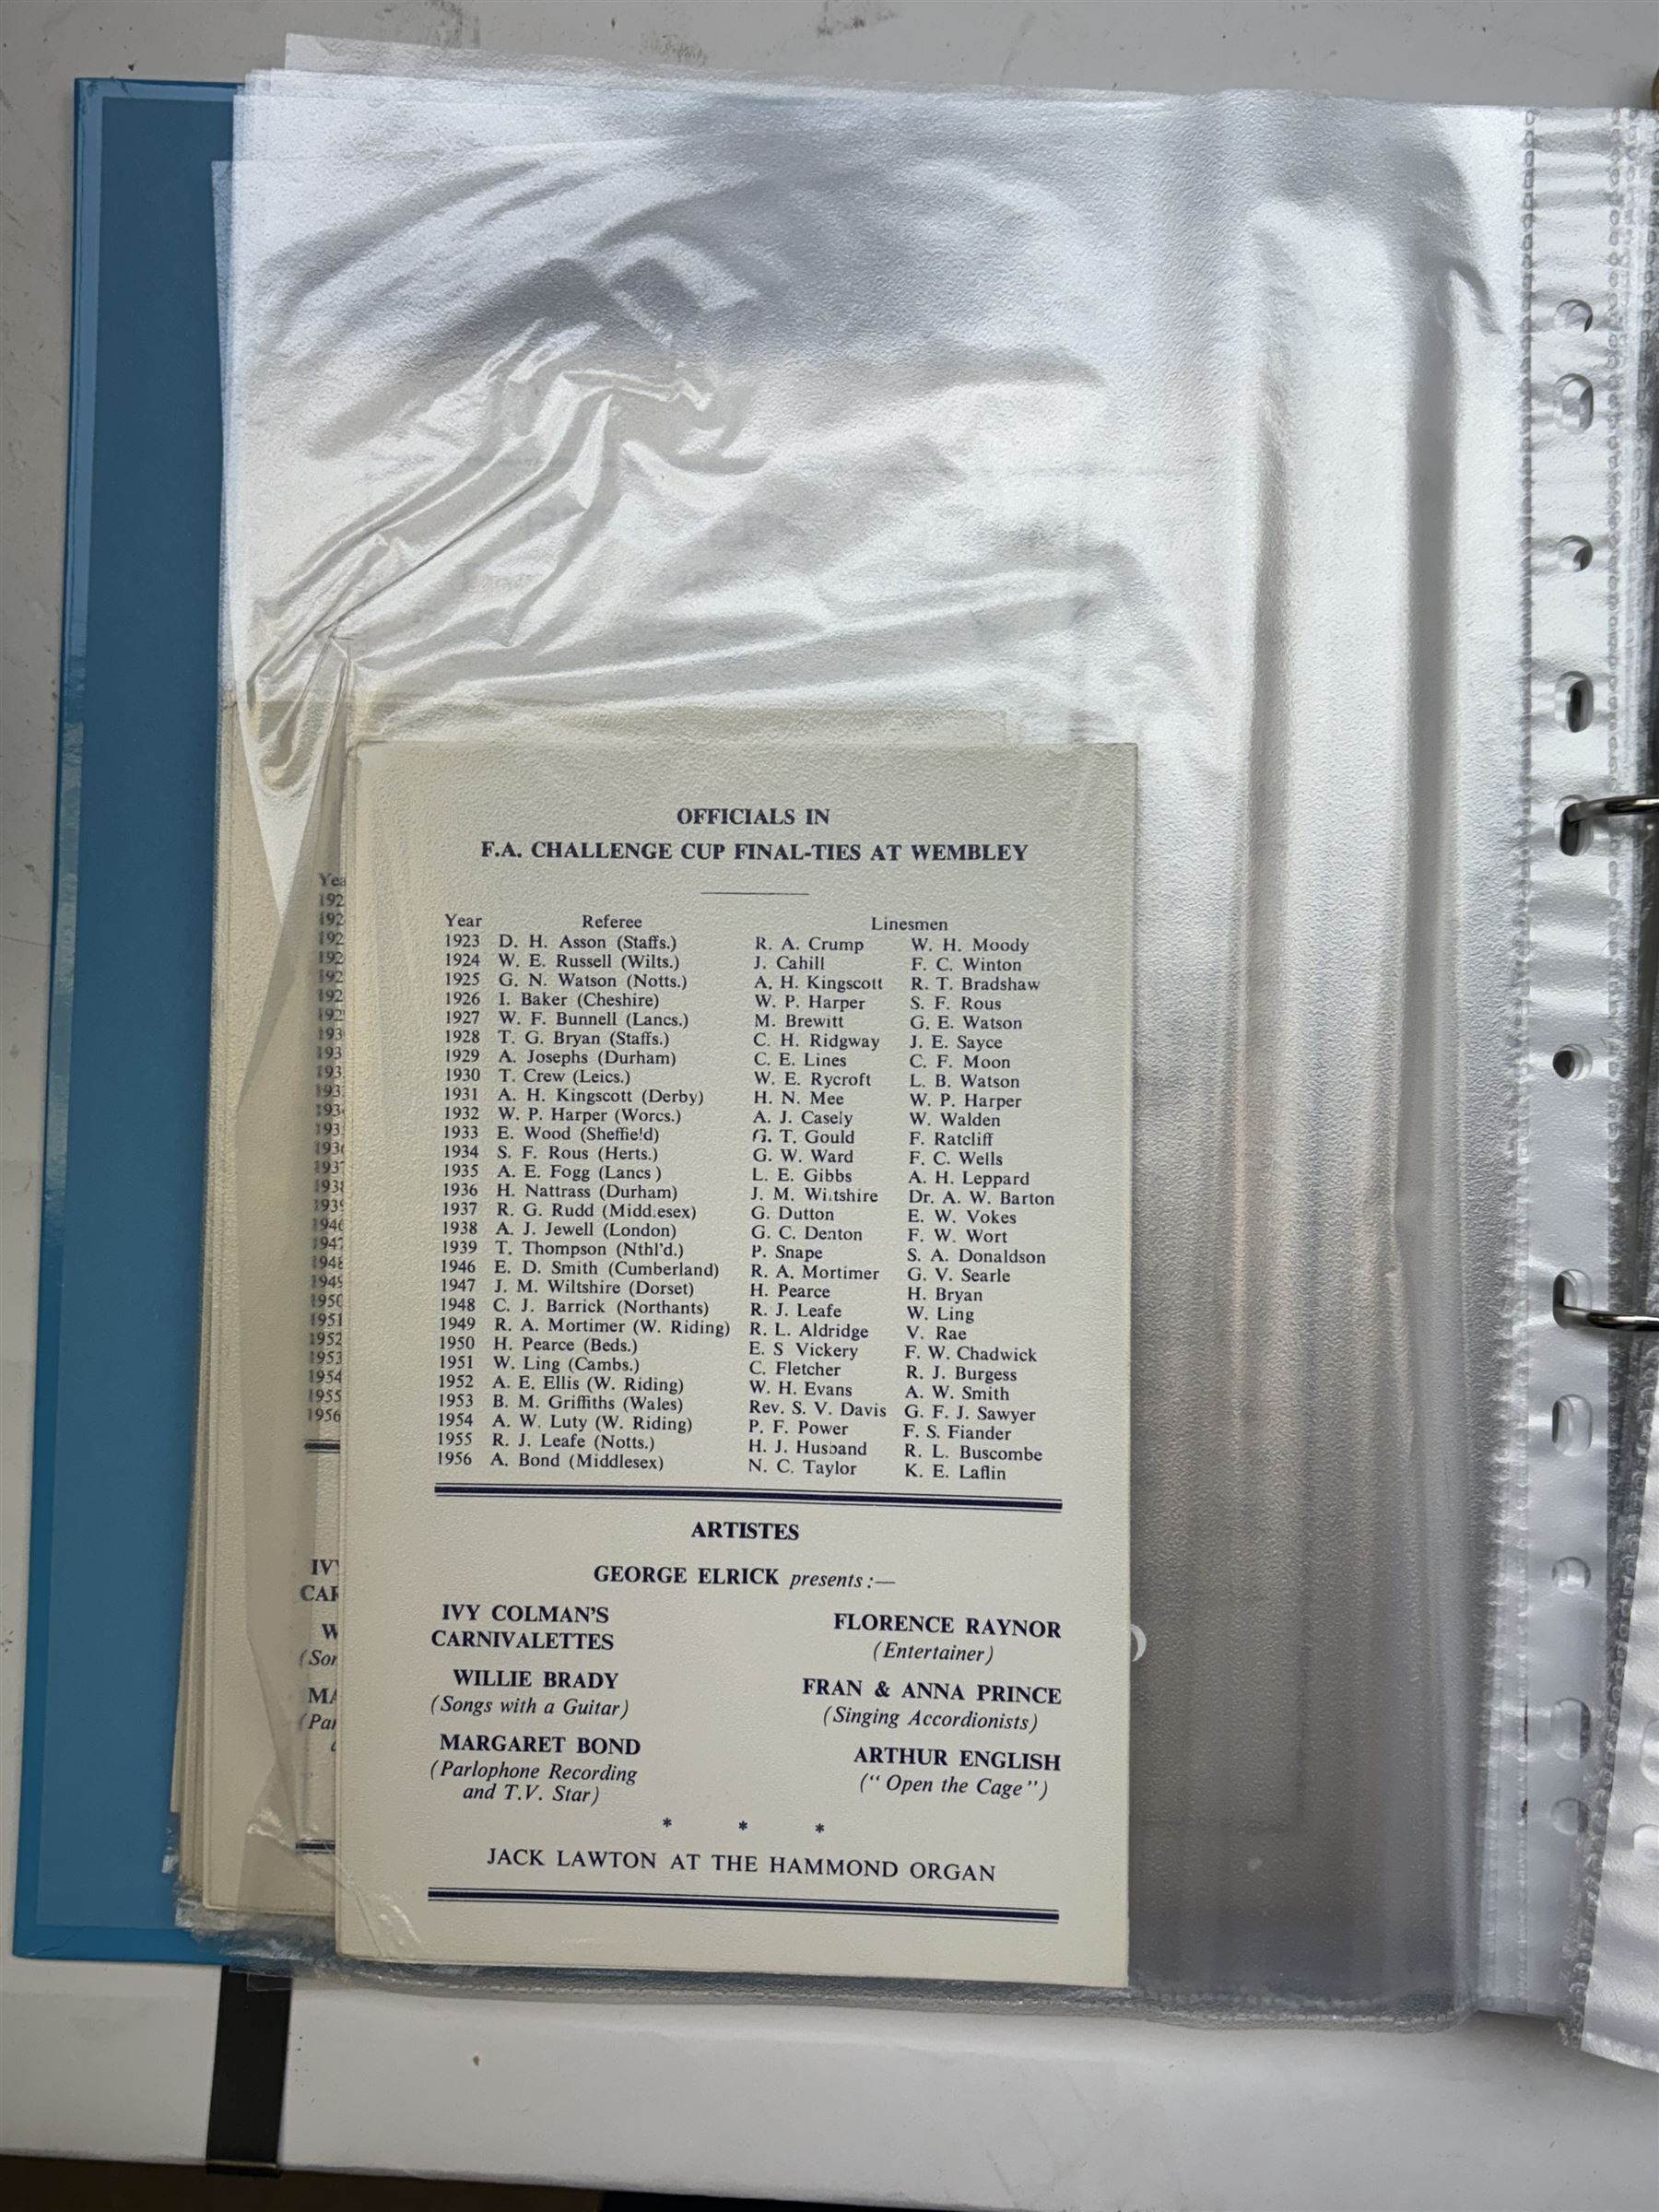 OFFICIALS IN
F.A. CHALLENGE CUP FINAL-TIES AT WEMBLEY
Year Referee Linesmen
1923 D. H. Asson (Staffs.) R. A. Crump W. H. Moody
1924 W. E. Russell (Wilts.) J. Cahill F. C. Winton
1925 G. N. Watson (Notts.) A. H. Kingscott R. T. Bradshaw
1926 I. Baker (Cheshire) W. P. Harper S. F. Rous
1927 W. F. Bunnell (Lancs.) M. Brewitt G. E. Watson
1928 T. G. Bryan (Staffs.) C. H. Ridgway J. E. Sayce
1929 A. Josephs (Durham) C. E. Lines C. F. Moon
1930 T. Crew (Leics.) W. E. Rycroft L. B. Watson
1931 A. H. Kingscott (Derby) H. N. Mee W. P. Harper
1932 W. P. Harper (Worcs.) A. J. Casely W. Walden
1933 E. Wood (Sheffield) G. T. Gould F. Ratcliff
1934 S. F. Rous (Herts.) G. W. Ward F. C. Wells
1935 A. E. Fogg (Lancs ) L. E. Gibbs A. H. Leppard
1936 H. Nattrass (Durham) J. M. Wiltshire Dr. A. W. Barton
1937 R. G. Rudd (Middlesex) G. Dutton E. W. Vokes
1938 A. J. Jewell (London) G. C. Denton F. W. Wort
1939 T. Thompson (Nthl'd.) P. Snape S. A. Donaldson
1946 E. D. Smith (Cumberland) R. A. Mortimer G. V. Searle
1947 J. M. Wiltshire (Dorset) H. Pearce H. Bryan
1948 C. J. Barrick (Northants) R. J. Leafe W. Ling
1949 R. A. Mortimer (W. Riding) R. L. Aldridge V. Rae
1950 H. Pearce (Beds.) E. S Vickery F. W. Chadwick
1951 W. Ling (Cambs.) C. Fletcher R. J. Burgess
1952 A. E. Ellis (W. Riding) W. H. Evans A. W. Smith
1953 B. M. Griffiths (Wales) Rev. S. V. Davis G. F. J. Sawyer
1954 A. W. Luty (W. Riding) P. F. Power F. S. Fiander
1955 R. J. Leafe (Notts.) H. J. Husband R. L. Buscombe
1956 A. Bond (Middlesex) N. C. Taylor K. E. Laflin
ARTISTES
GEORGE ELRICK presents :—
IVY COLMAN'S
CARNIVALETTES
WILLIE BRADY
(Songs with a Guitar)
MARGARET BOND
(Parlophone Recording
and T.V. Star)
FLORENCE RAYNOR
(Entertainer)
FRAN & ANNA PRINCE
(Singing Accordionists)
ARTHUR ENGLISH
(“ Open the Cage ”)
* * *
JACK LAWTON AT THE HAMMOND ORGAN